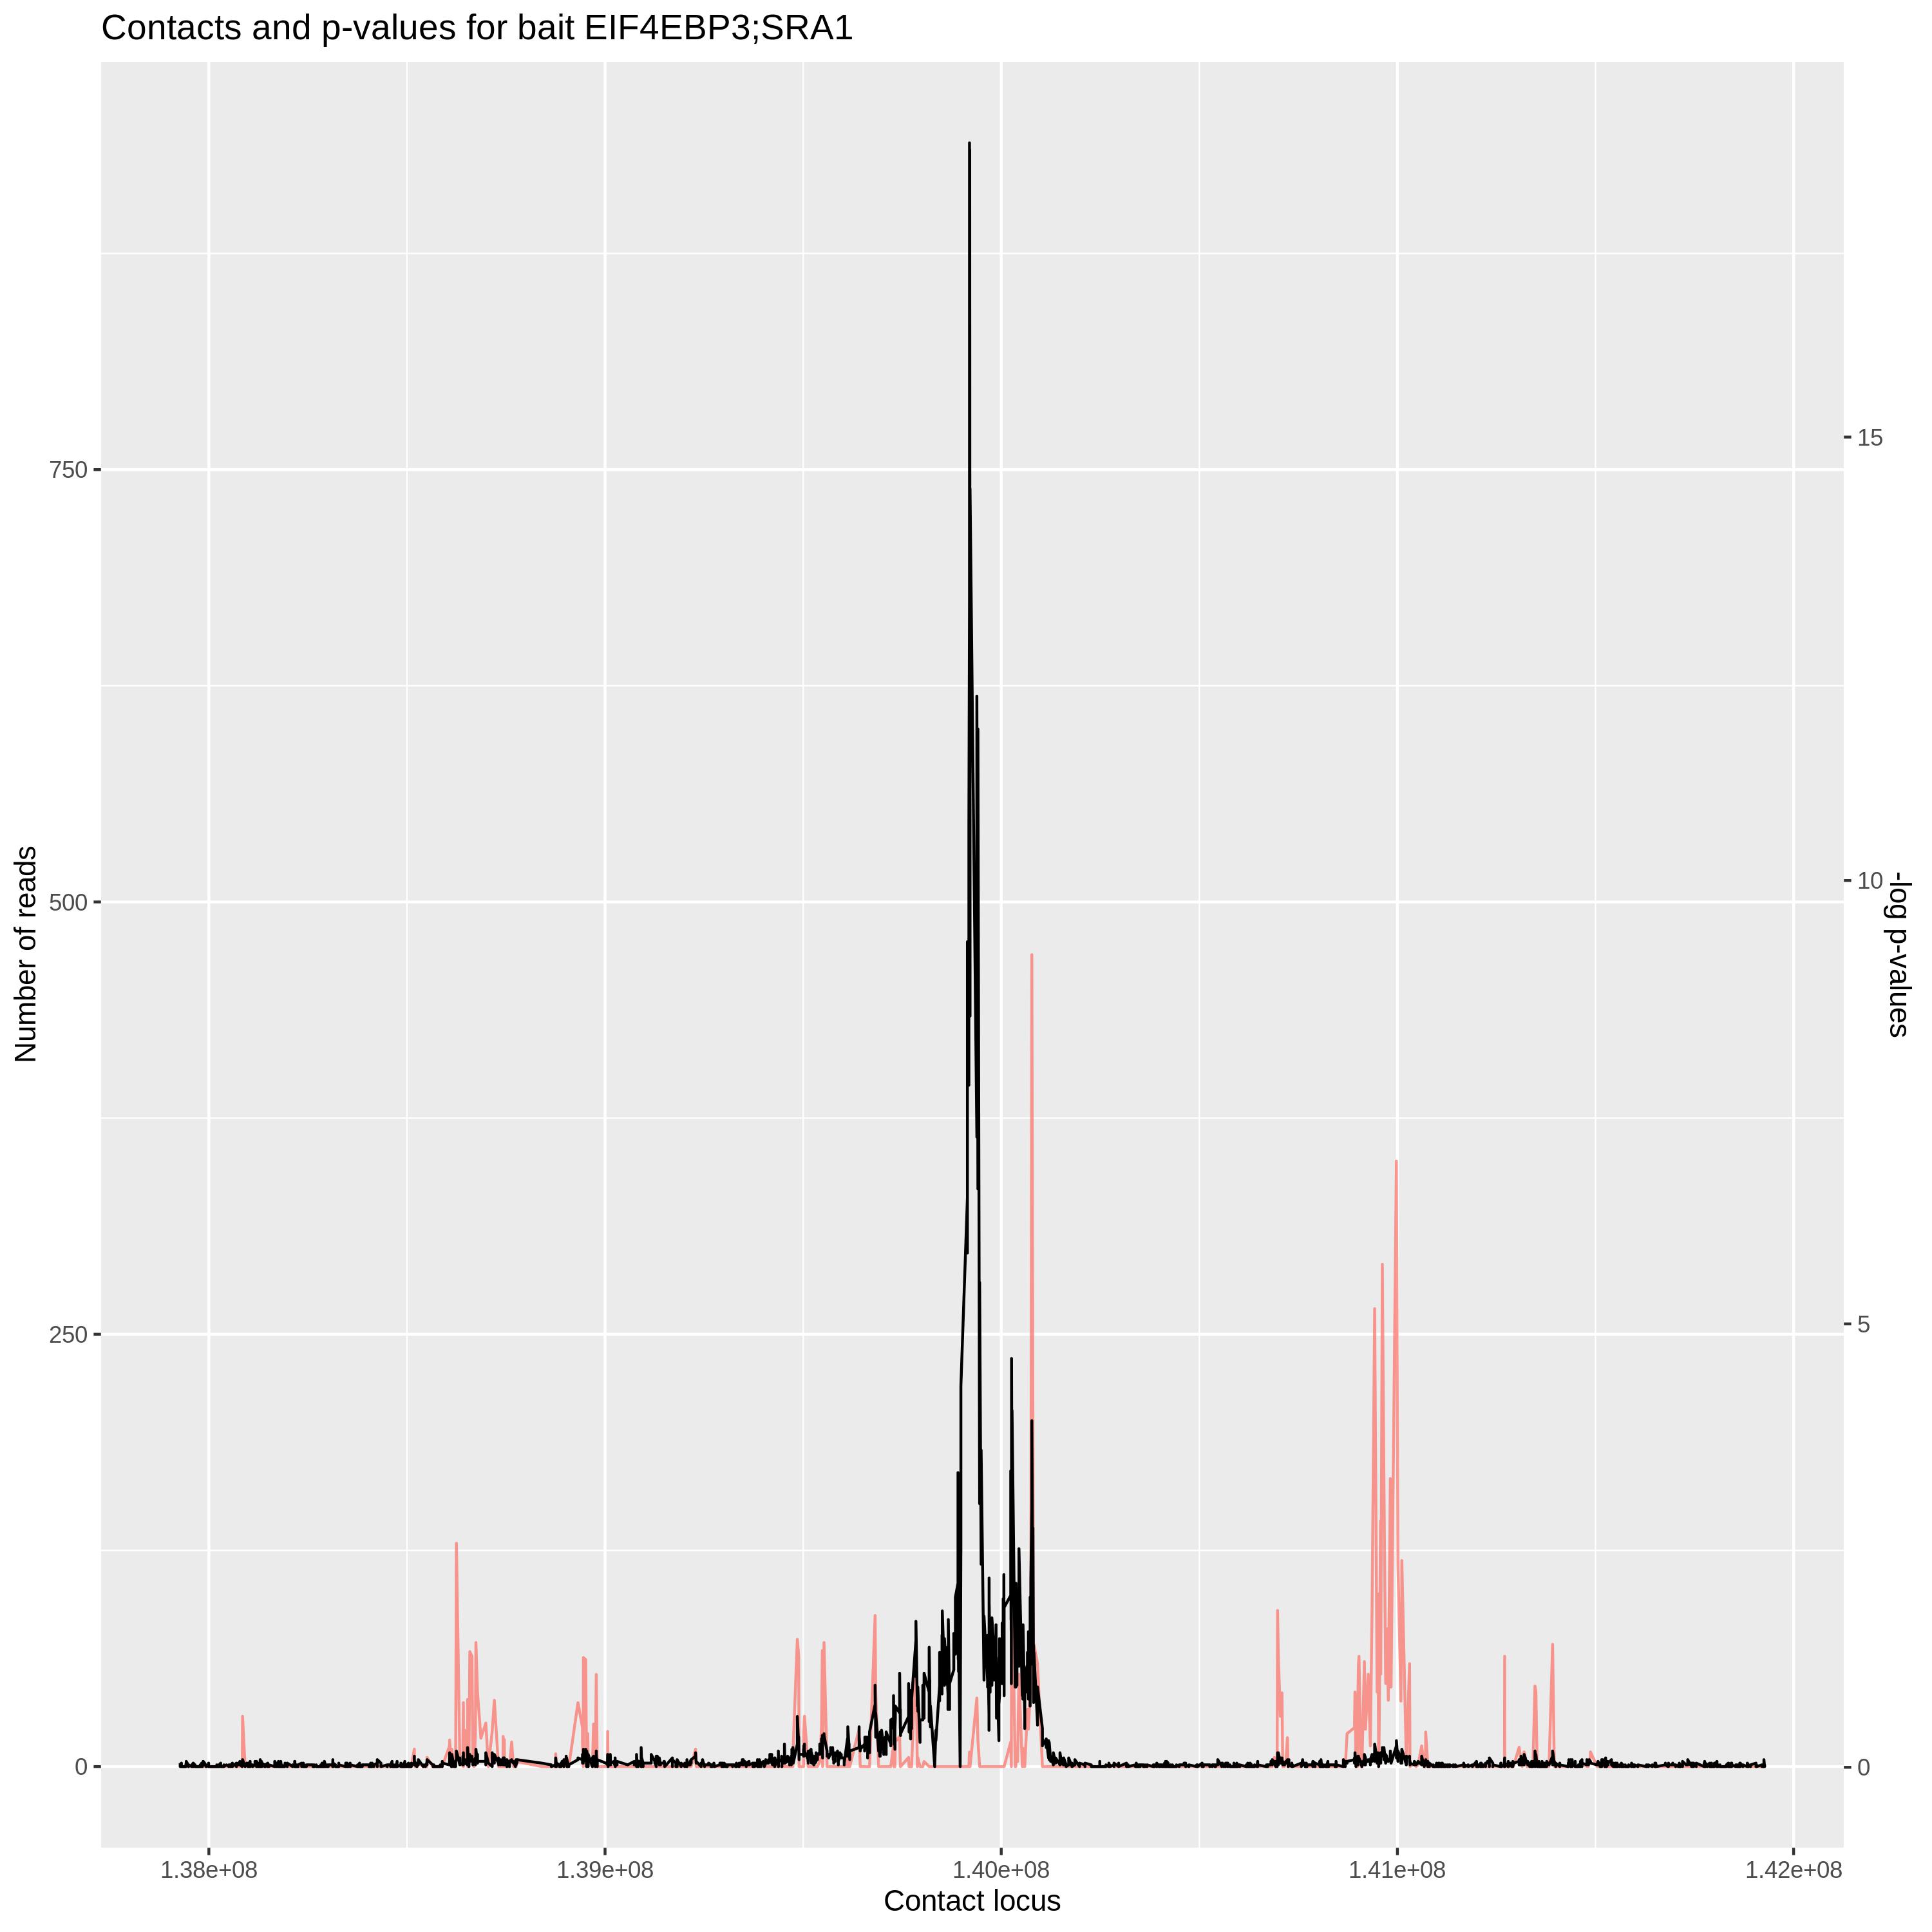 Contacts and p-values for bait EIF4EBP3;SRA1
Number of reads
750
500
250
0
15
10
5
0
-log p-values
1.38e+08
1.39e+08
1.40e+08
1.41e+08
1.42e+08
Contact locus